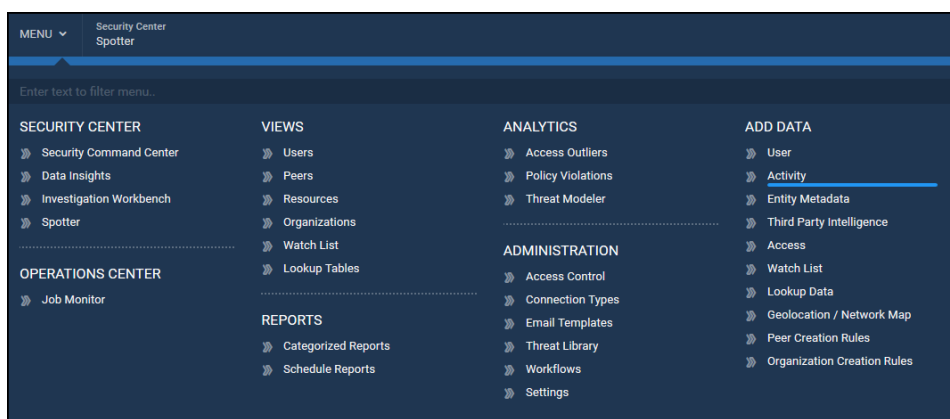 MENU
Security Center
Spotter
Enter text to filter menu..
SECURITY CENTER
Security Command Center
Data Insights
Investigation Workbench
Spotter
OPERATIONS CENTER
Job Monitor
VIEWS
Users
Peers
Resources
Organizations
Watch List
Lookup Tables
REPORTS
Categorized Reports
Schedule Reports
ANALYTICS
Access Outliers
Policy Violations
Threat Modeler
ADMINISTRATION
Access Control
Connection Types
Email Templates
Threat Library
Workflows
Settings
ADD DATA
User
Activity
Entity Metadata
Third Party Intelligence
Access
Watch List
Lookup Data
Geolocation / Network Map
Peer Creation Rules
Organization Creation Rules